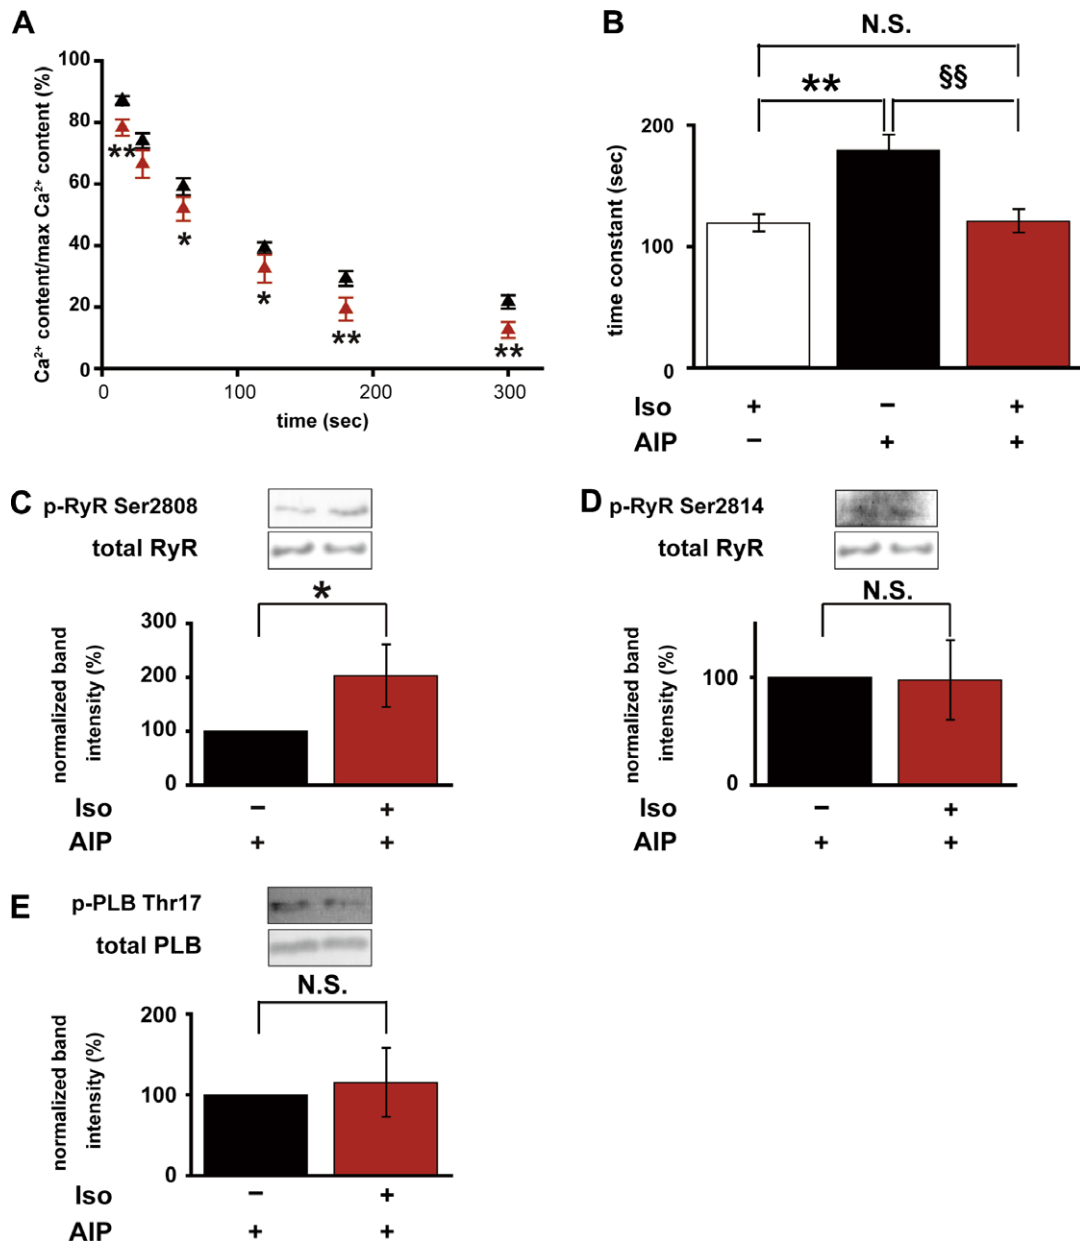 A
Ca²⁺ content/max Ca²⁺ content (%)
100
80
60
40
20
0
**
*
*
**
**
0 100 200 300
time (sec)
B
N.S.
** §§
time constant (sec)
200
100
0
Iso + − +
AIP − + +
C
p-RyR Ser2808
total RyR
*
normalized band
intensity (%)
300
200
100
0
Iso − +
AIP + +
D
p-RyR Ser2814
total RyR
N.S.
normalized band
intensity (%)
100
0
Iso − +
AIP + +
E
p-PLB Thr17
total PLB
N.S.
normalized band
intensity (%)
200
100
0
Iso − +
AIP + +